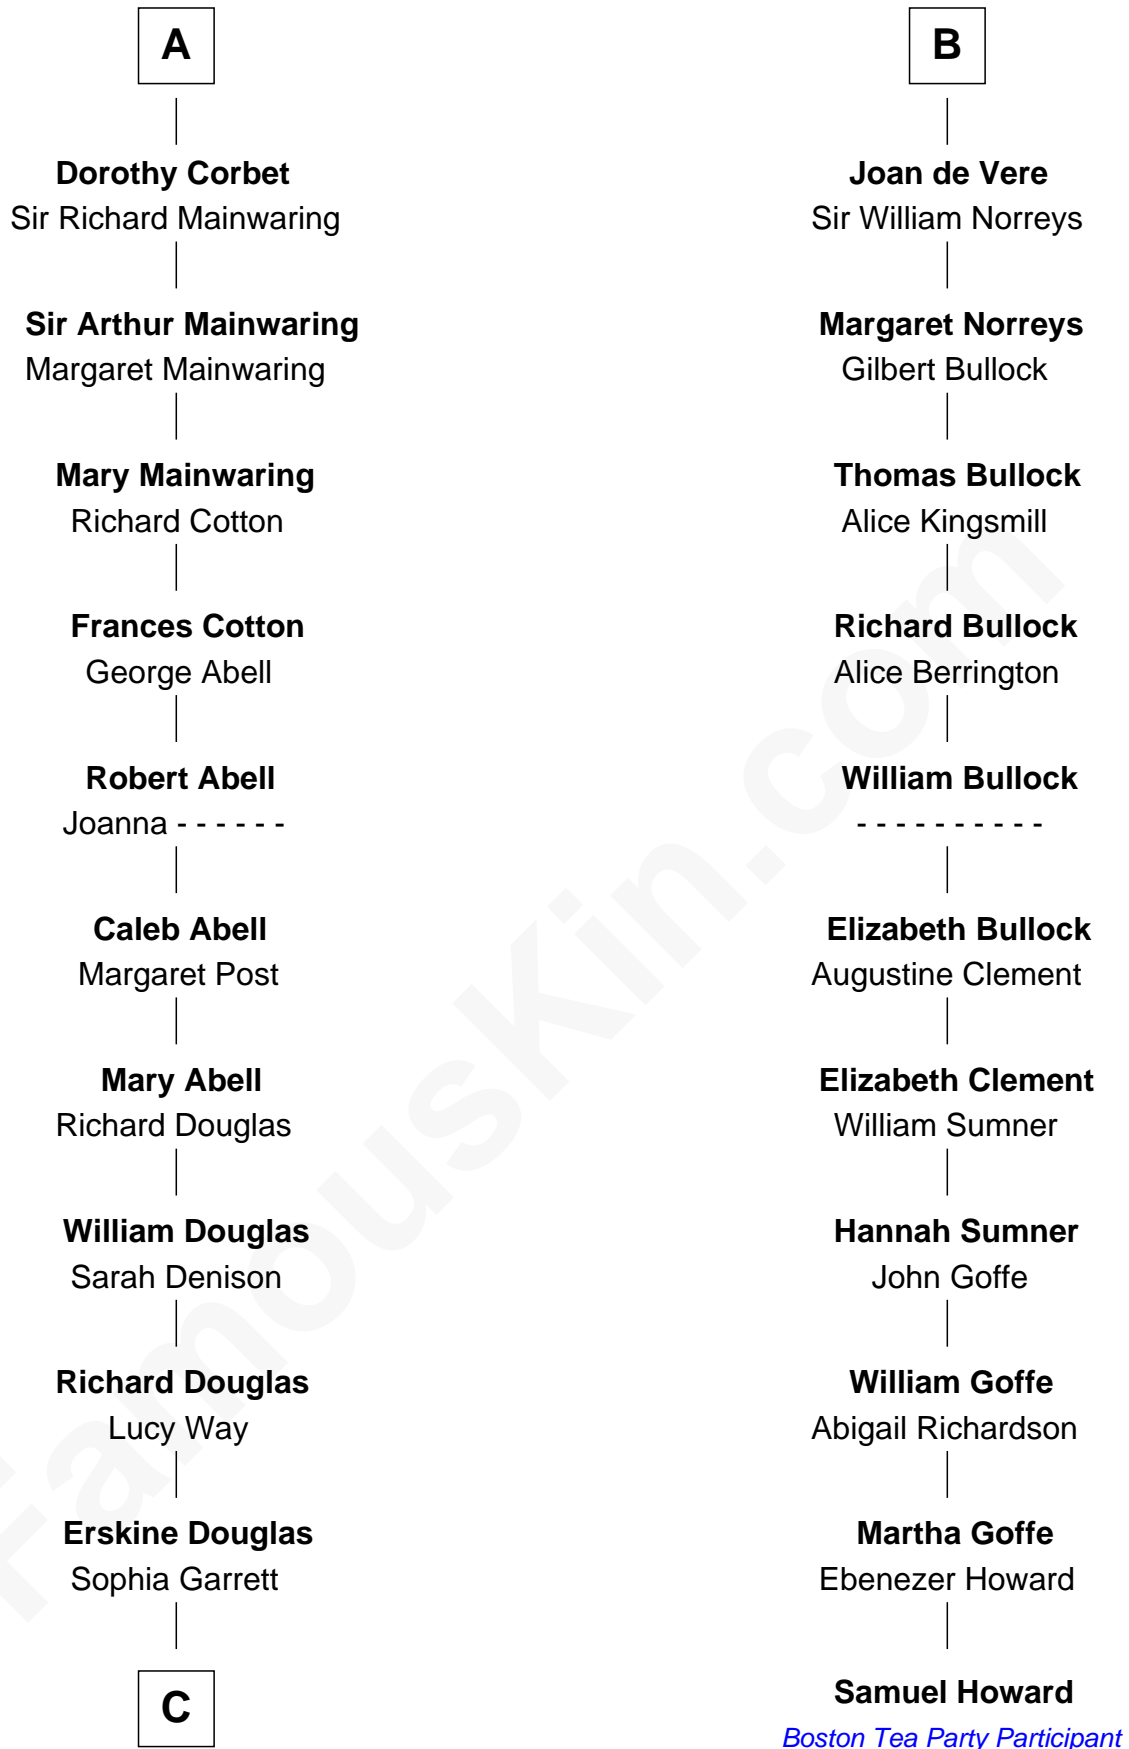 A
Dorothy Corbet
Sir Richard Mainwaring
Sir Arthur Mainwaring
Margaret Mainwaring
Mary Mainwaring
Richard Cotton
Frances Cotton
George Abell
Robert Abell
Joanna - - - - - -
Caleb Abell
Margaret Post
Mary Abell
Richard Douglas
William Douglas
Sarah Denison
Richard Douglas
Lucy Way
Erskine Douglas
Sophia Garrett
C
B
Joan de Vere
Sir William Norreys
Margaret Norreys
Gilbert Bullock
Thomas Bullock
Alice Kingsmill
Richard Bullock
Alice Berrington
William Bullock
- - - - - - - - - -
Elizabeth Bullock
Augustine Clement
Elizabeth Clement
William Sumner
Hannah Sumner
John Goffe
William Goffe
Abigail Richardson
Martha Goffe
Ebenezer Howard
Samuel Howard
Boston Tea Party Participant
FamousKin.com